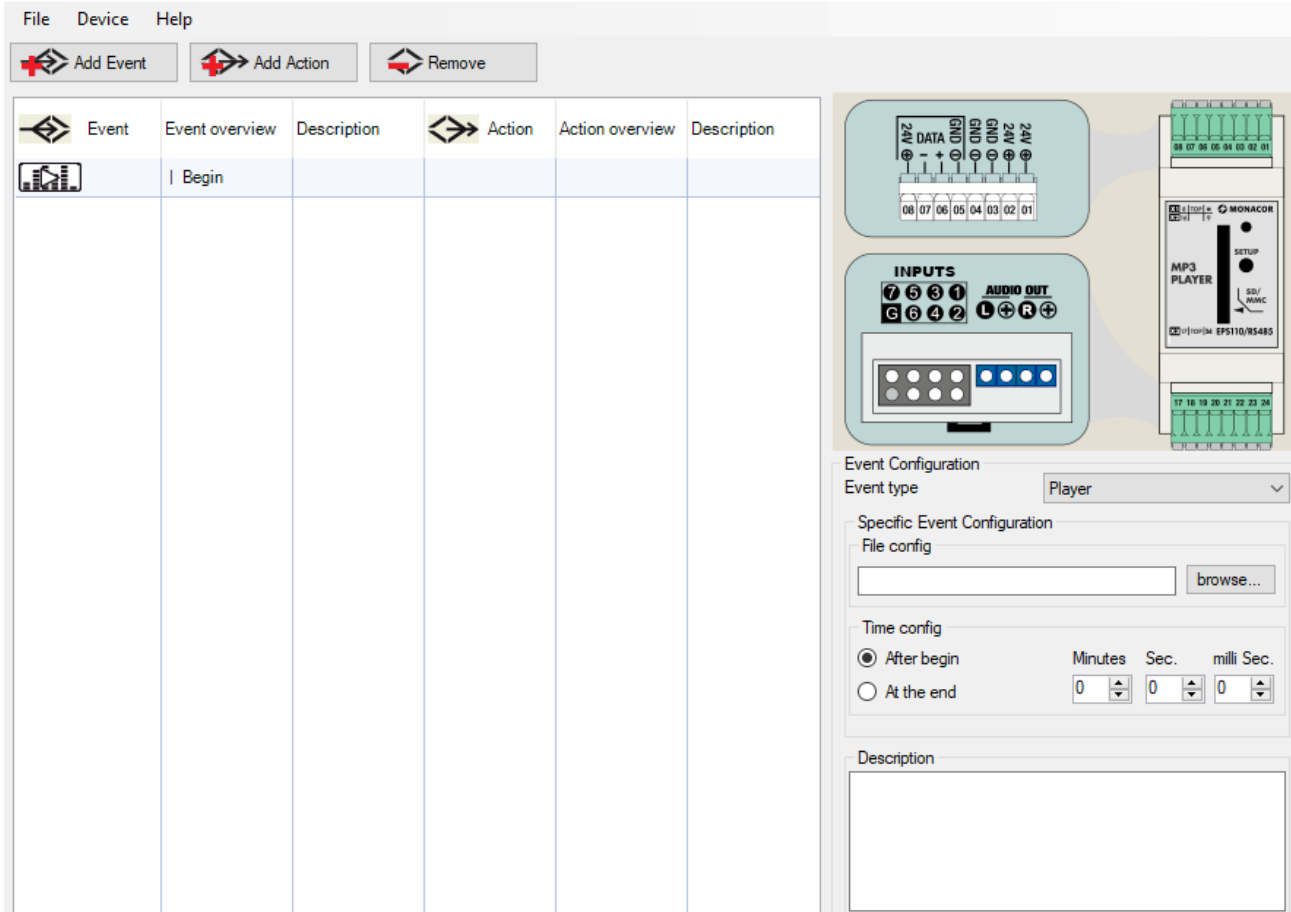 File Device Help
Add Event Add Action Remove
Event Event overview Description Action Action overview Description
| Begin
24V DATA GND GND GND 24V 24V
08 07 06 05 04 03 02 01
INPUTS
7 5 3 1 AUDIO OUT
G 6 4 2 L R
08 07 06 05 04 03 02 01
MONACOR
SETUP
MP3
PLAYER
SD/
MMC
EPS110/RS485
17 18 19 20 21 22 23 24
Event Configuration
Event type Player
Specific Event Configuration
File config
browse...
Time config
After begin Minutes Sec. milli Sec.
At the end 0 0 0
Description